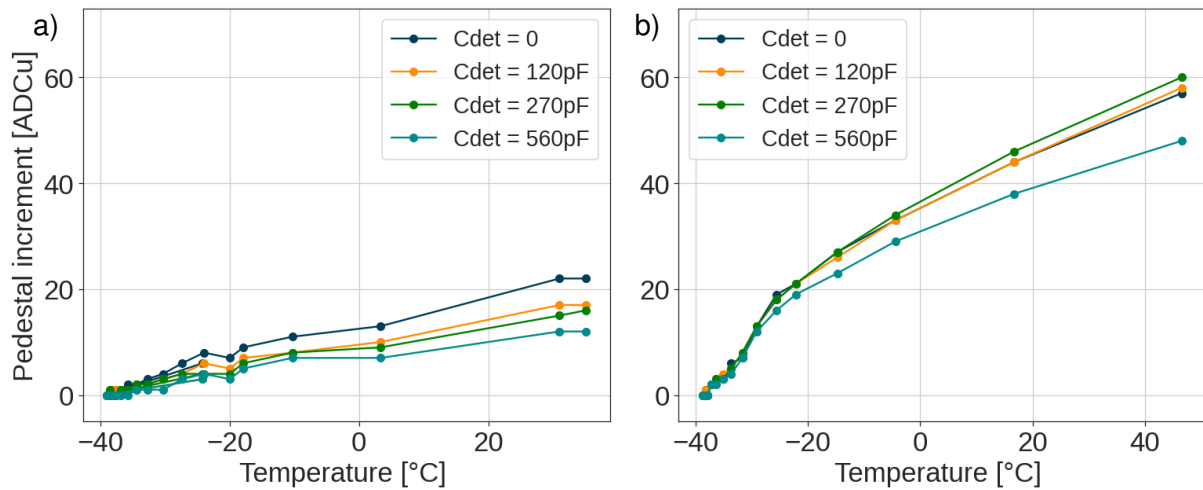 a)
Cdet = 0
Cdet = 120pF
Cdet = 270pF
Cdet = 560pF
Pedestal increment [ADCu]
60
40
20
0
−40
−20
0
20
Temperature [°C]
b)
Cdet = 0
Cdet = 120pF
Cdet = 270pF
Cdet = 560pF
60
40
20
0
−40
−20
0
20
40
Temperature [°C]